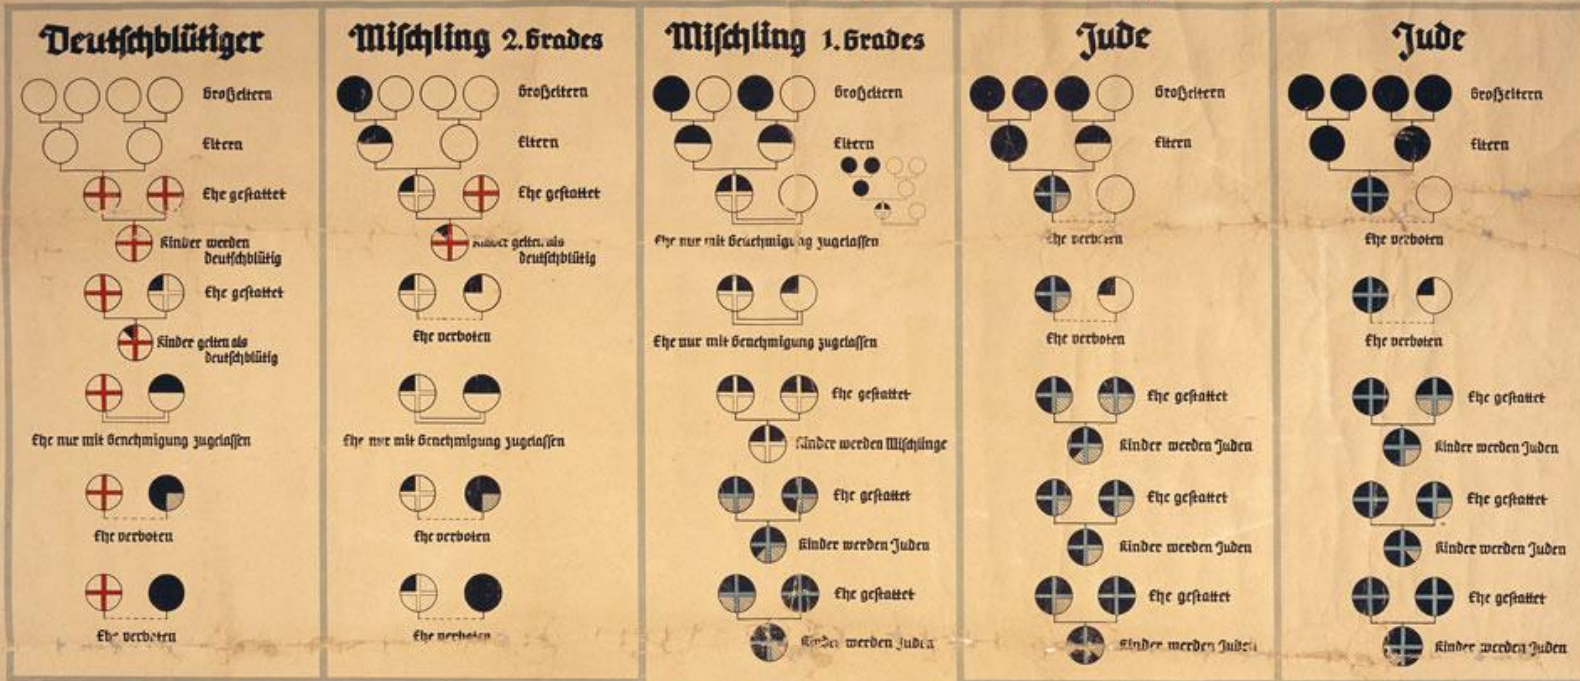 Deutschblütiger
Großeltern
Eltern
Ehe gestattet
Kinder werden
deutschblütig
Ehe gestattet
Kinder gelten als
deutschblütig
Ehe nur mit Genehmigung zugelassen
Ehe verboten
Ehe verboten
Mischling 2. Grades
Großeltern
Eltern
Ehe gestattet
Kinder gelten als
deutschblütig
Ehe verboten
Ehe nur mit Genehmigung zugelassen
Ehe verboten
Ehe verboten
Mischling 1. Grades
Großeltern
Eltern
Ehe nur mit Genehmigung zugelassen
Ehe nur mit Genehmigung zugelassen
Ehe gestattet
Kinder werden Mischlinge
Ehe gestattet
Kinder werden Juden
Ehe gestattet
Kinder werden Juden
Jude
Großeltern
Eltern
Ehe verboten
Ehe verboten
Ehe gestattet
Kinder werden Juden
Ehe gestattet
Kinder werden Juden
Ehe gestattet
Kinder werden Juden
Jude
Großeltern
Eltern
Ehe verboten
Ehe verboten
Ehe gestattet
Kinder werden Juden
Ehe gestattet
Kinder werden Juden
Ehe gestattet
Kinder werden Juden